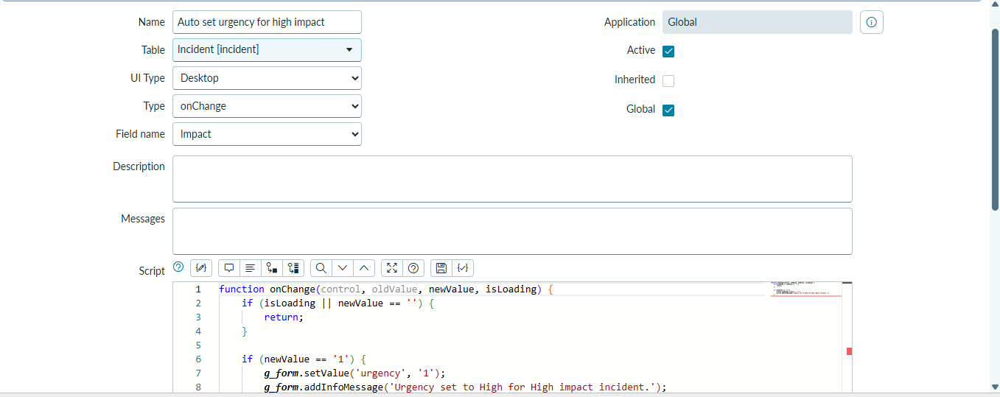 Name Auto set urgency for high impact Application Global
Table Incident [incident] Active
UI Type Desktop Inherited
Type onChange Global
Field name Impact
Description
Messages
Script
1 function onChange(control, oldValue, newValue, isLoading) {
2 if (isLoading || newValue == '') {
3 return;
4 }
5
6 if (newValue == '1') {
7 g_form.setValue('urgency', '1');
8 g_form.addInfoMessage('Urgency set to High for High impact incident.');